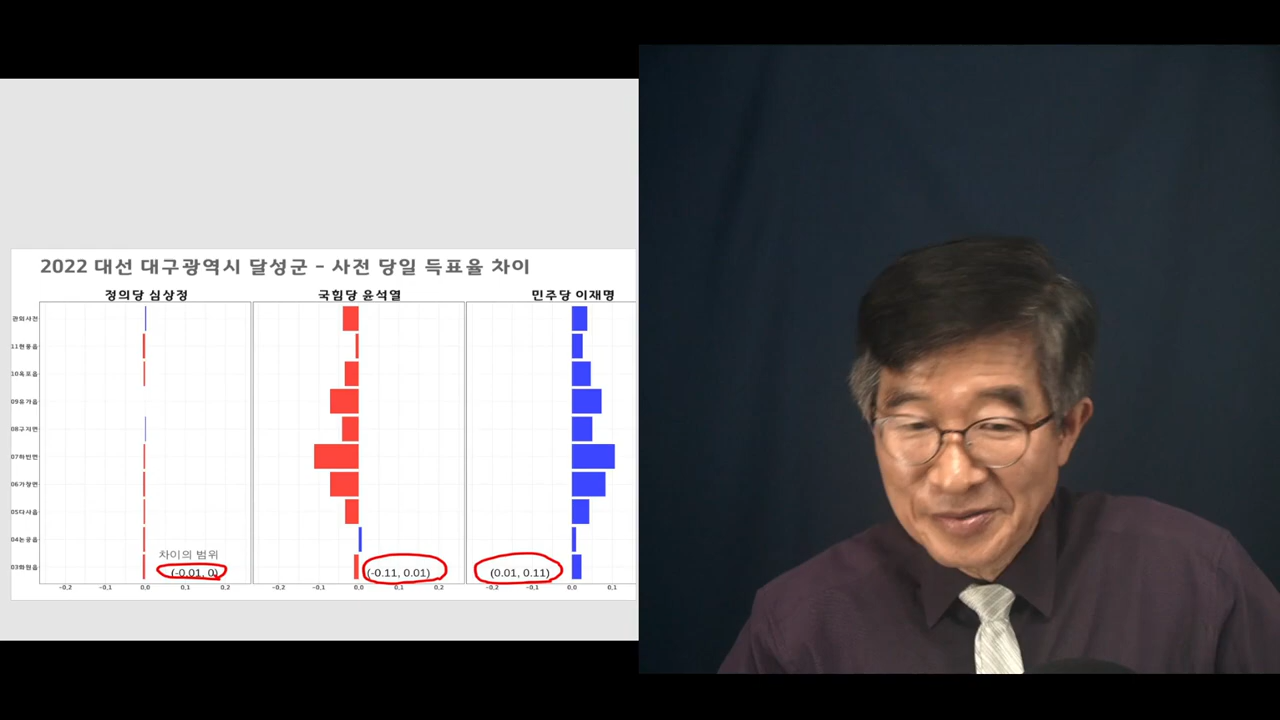 2022 대선 대구광역시 달성군 - 사전 당일 득표율 차이
정의당 심상정
국힘당 윤석열
민주당 이재명
관외사전
11현풍읍
10옥포읍
09유가읍
08구지면
07하빈면
06가창면
05다사읍
04논공읍
03화원읍
차이의 범위
(-0.01, 0)
(-0.11, 0.01)
(0.01, 0.11)
-0.2 -0.1 0.0 0.1 0.2
-0.1 0.0 0.1 0.2
-0.2 -0.1 0.0 0.1